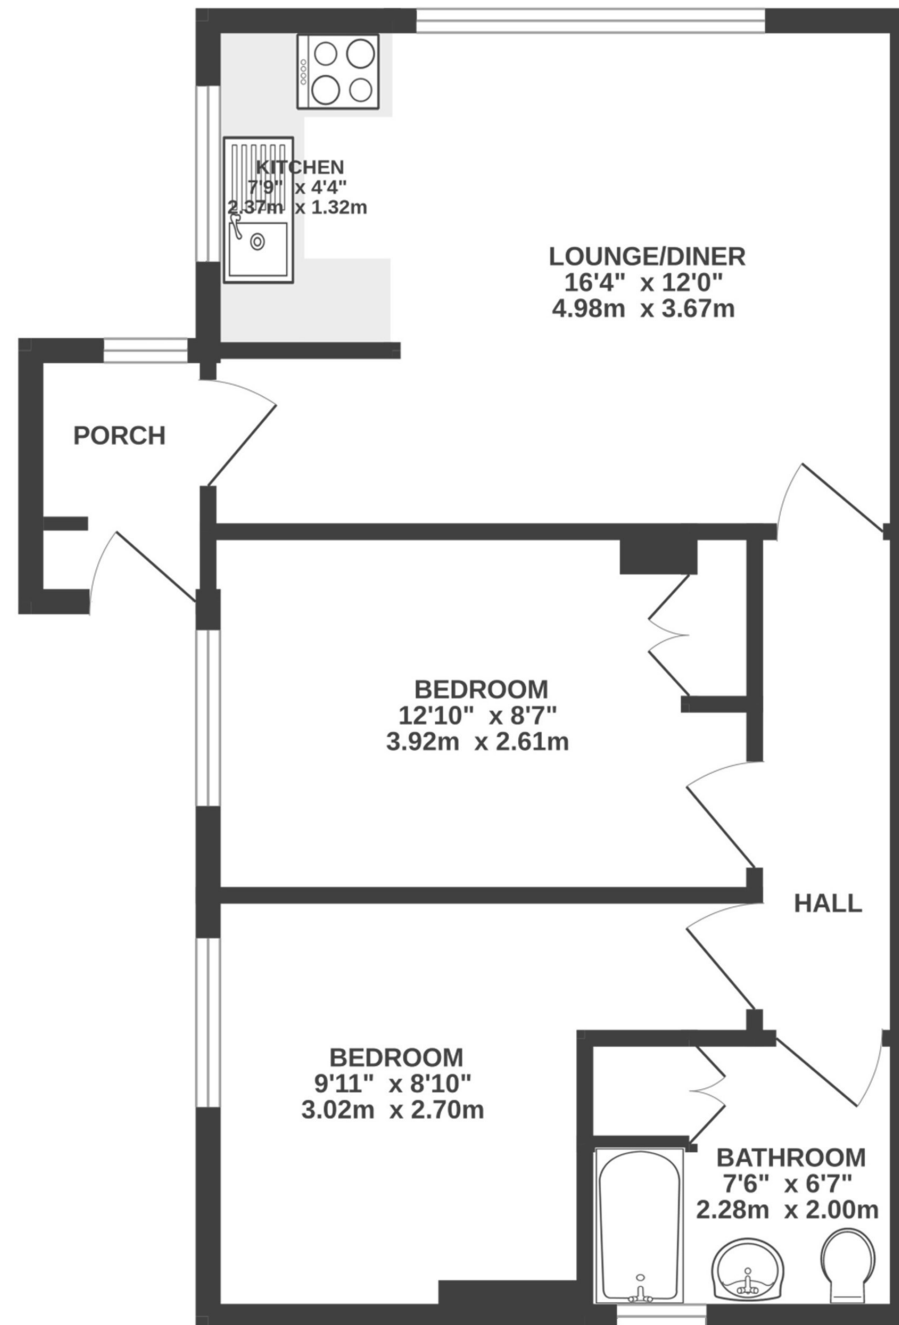 KITCHEN
7'9" x 4'4"
2.37m x 1.32m
LOUNGE/DINER
16'4" x 12'0"
4.98m x 3.67m
PORCH
BEDROOM
12'10" x 8'7"
3.92m x 2.61m
HALL
BEDROOM
9'11" x 8'10"
3.02m x 2.70m
BATHROOM
7'6" x 6'7"
2.28m x 2.00m